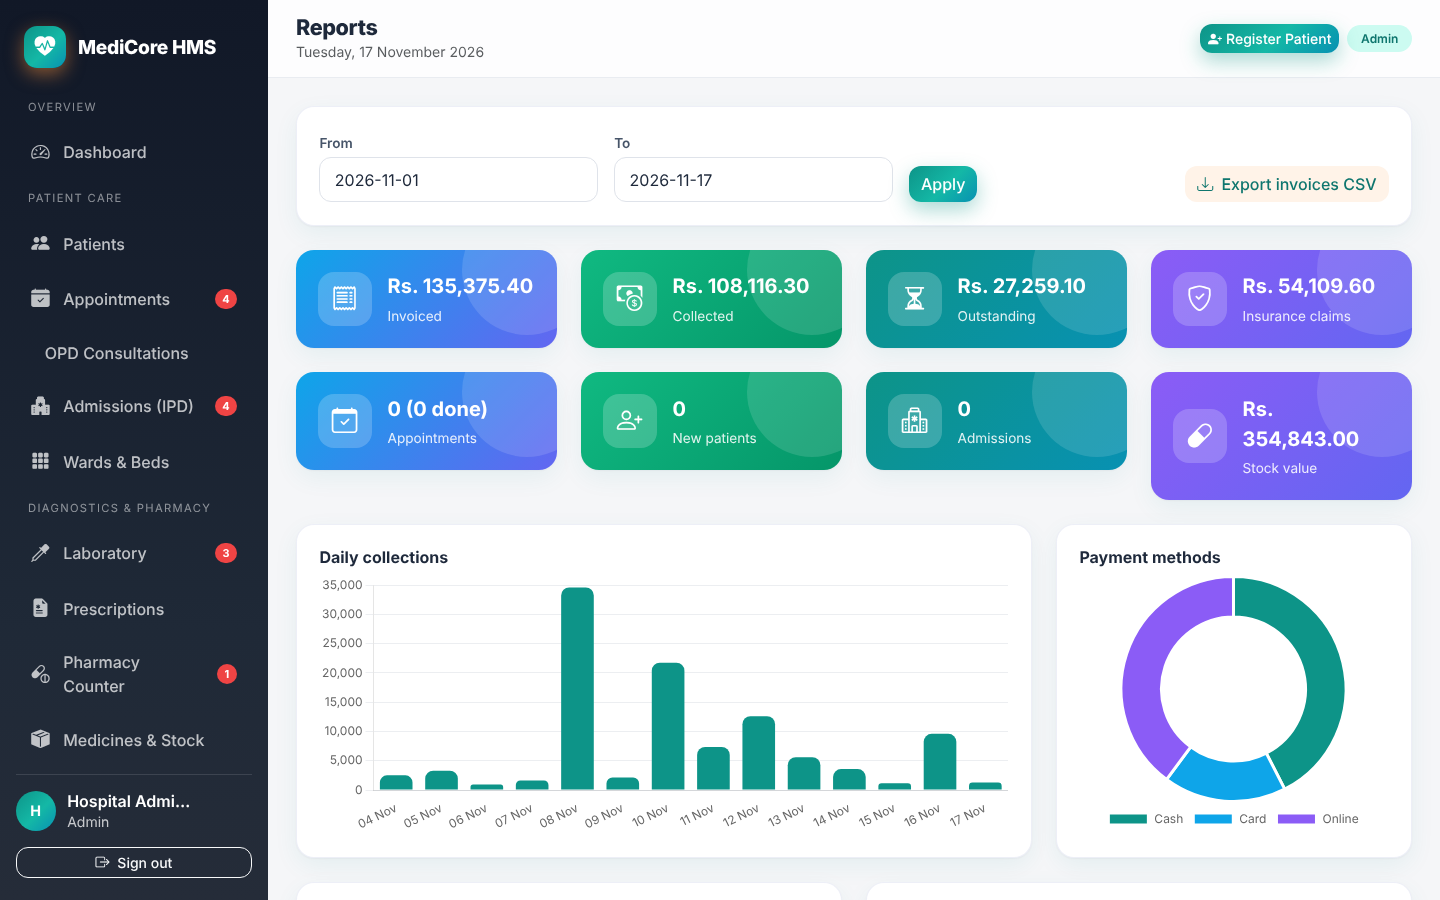 MediCore HMS
OVERVIEW
Dashboard
PATIENT CARE
Patients
Appointments 4
OPD Consultations
Admissions (IPD) 4
Wards & Beds
DIAGNOSTICS & PHARMACY
Laboratory 3
Prescriptions
Pharmacy
Counter 1
Medicines & Stock
H
Hospital Admi...
Admin
Sign out
Reports
Tuesday, 17 November 2026
Register Patient
Admin
From
2026-11-01
To
2026-11-17
Apply
Export invoices CSV
Rs. 135,375.40
Invoiced
Rs. 108,116.30
Collected
Rs. 27,259.10
Outstanding
Rs. 54,109.60
Insurance claims
0 (0 done)
Appointments
0
New patients
0
Admissions
Rs.
354,843.00
Stock value
Daily collections
35,000
30,000
25,000
20,000
15,000
10,000
5,000
0
04 Nov 05 Nov 06 Nov 07 Nov 08 Nov 09 Nov 10 Nov 11 Nov 12 Nov 13 Nov 14 Nov 15 Nov 16 Nov 17 Nov
Payment methods
Cash Card Online